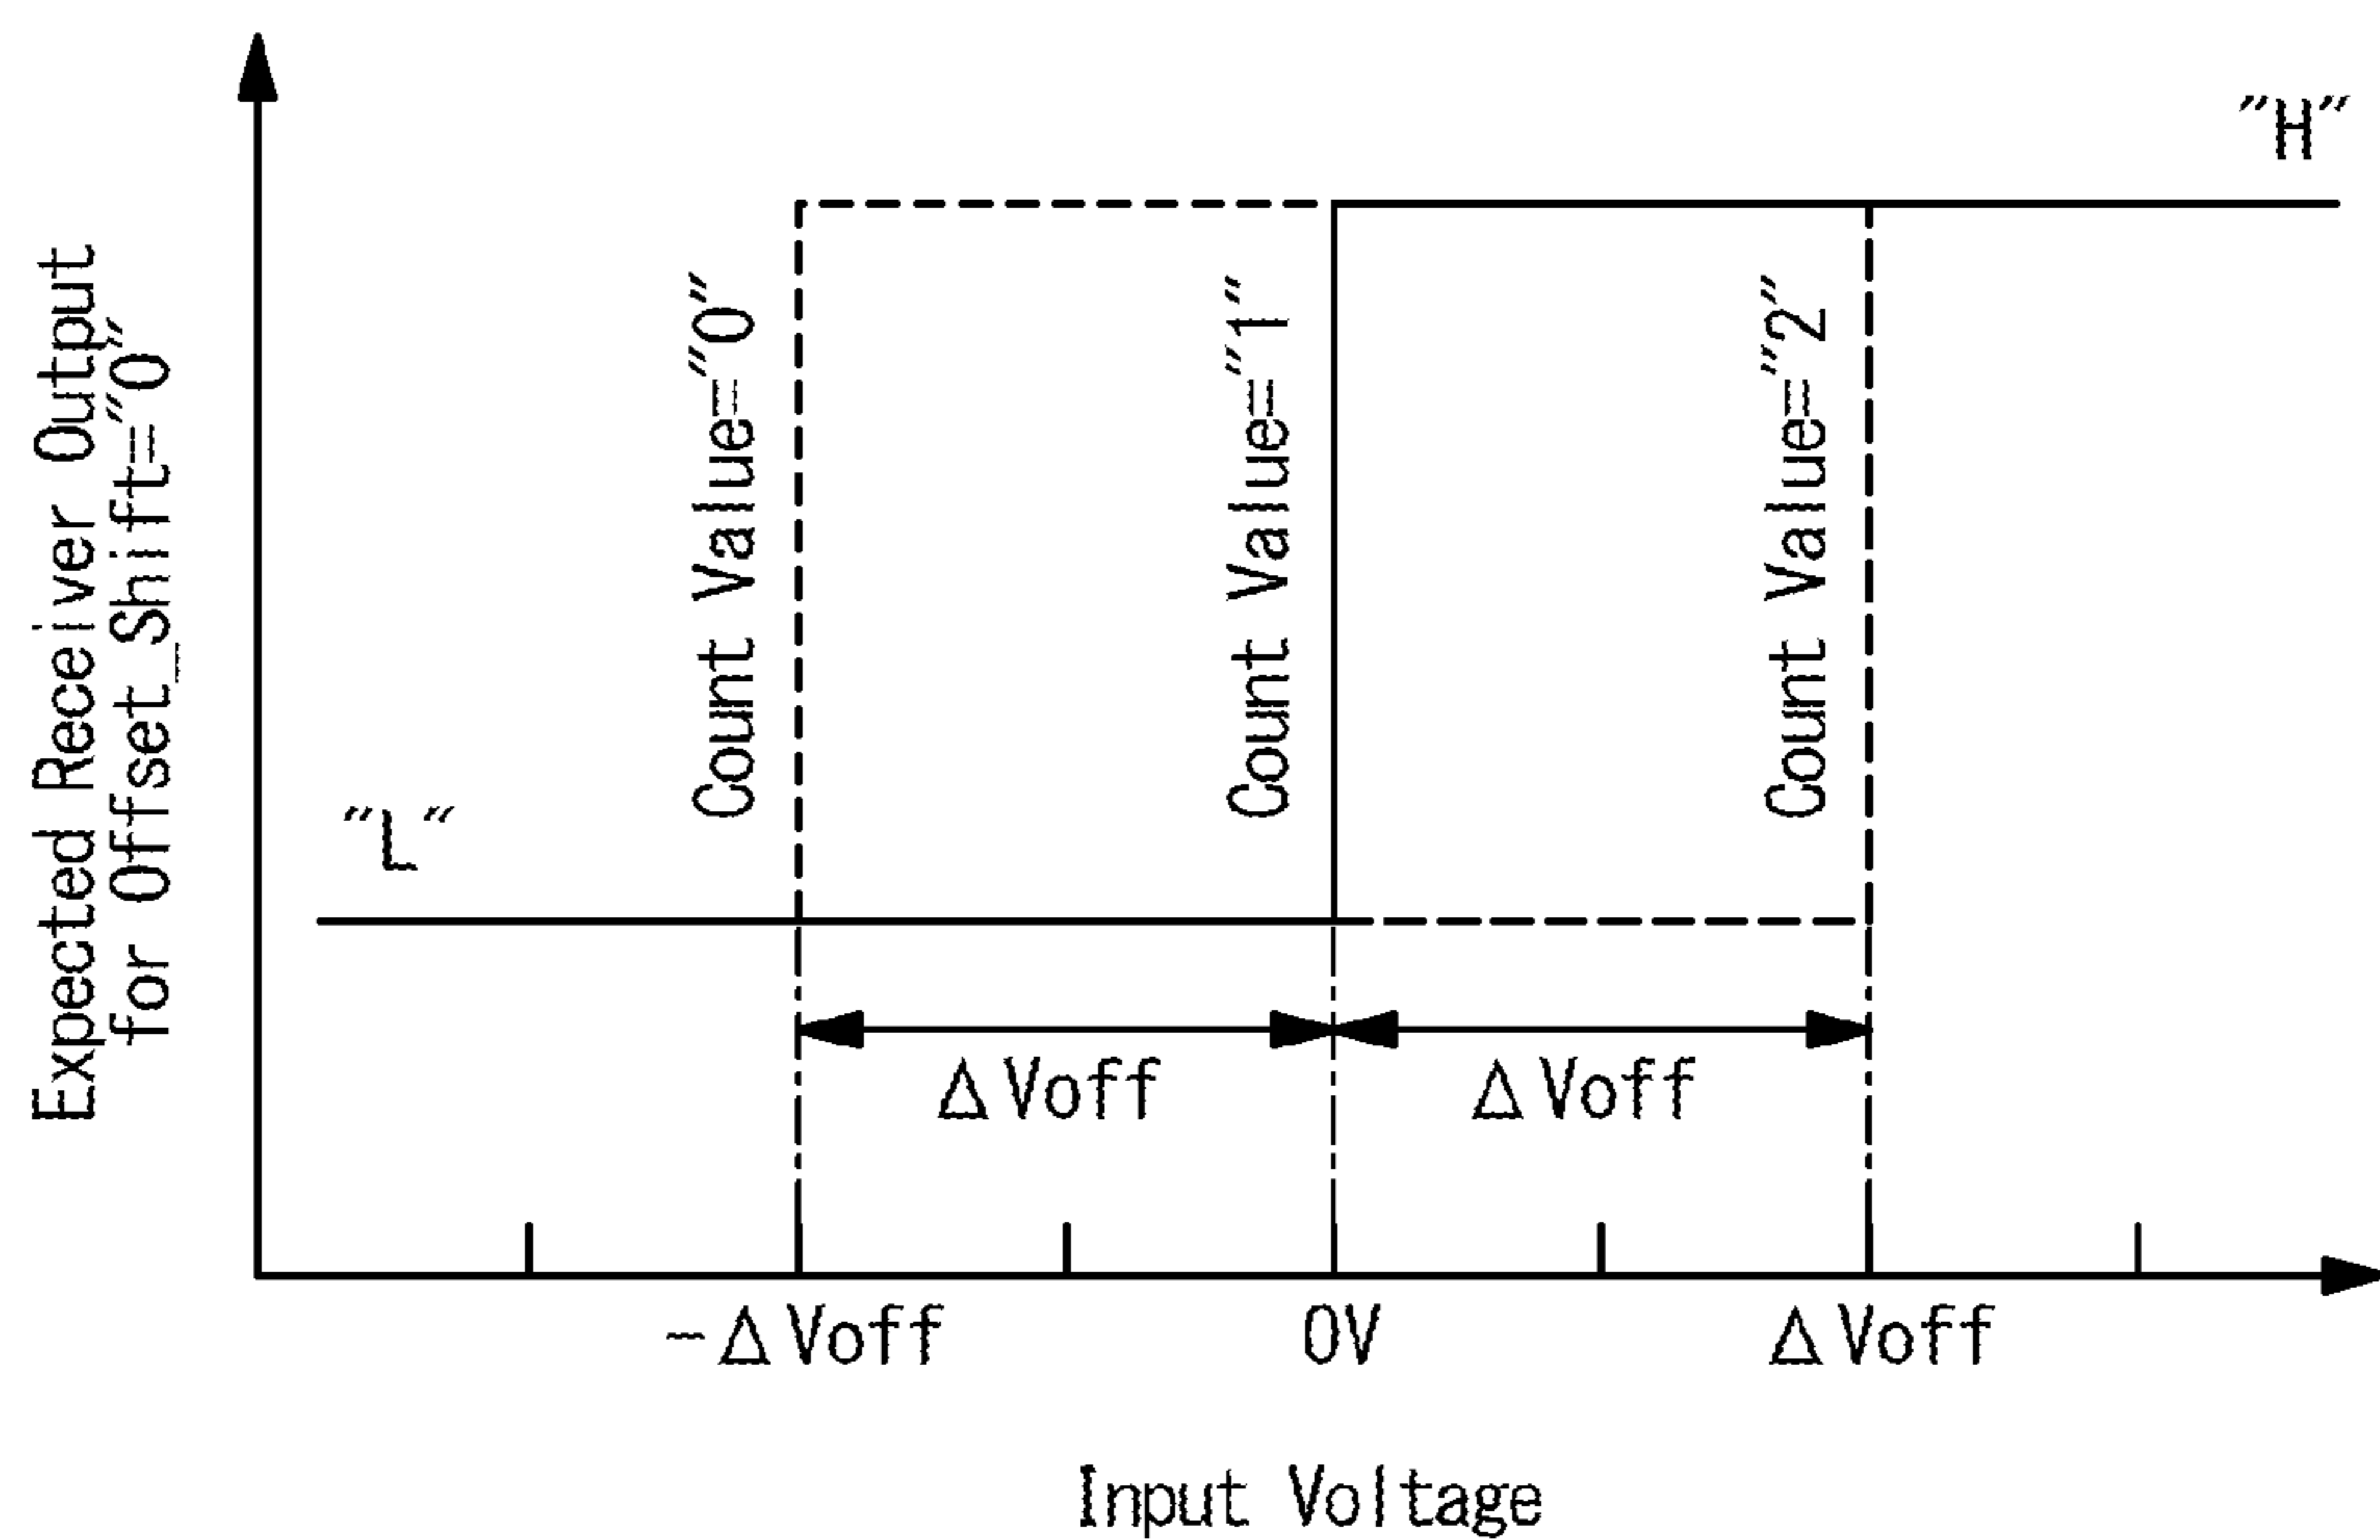 Expected Receiver Output
for Offset_Shift="0"
"H"
"L"
Count Value="0"
Count Value="1"
Count Value="2"
ΔVoff
ΔVoff
-ΔVoff
0V
ΔVoff
Input Voltage